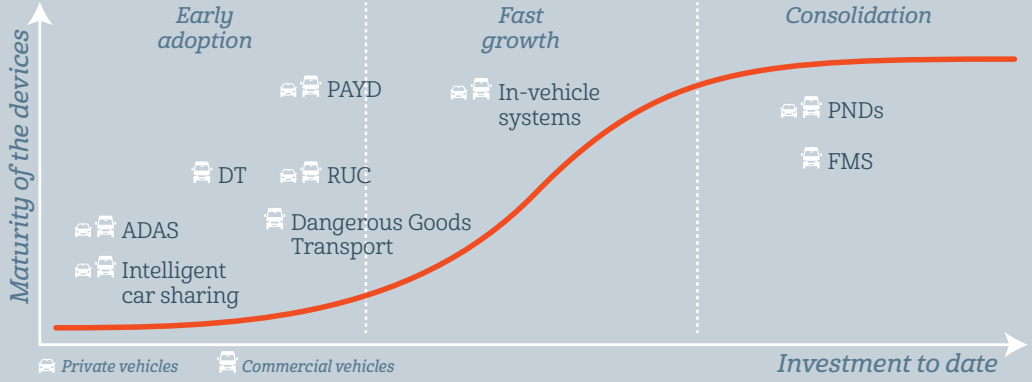 Early
adoption
Fast
growth
Consolidation
Maturity of the devices
PAYD
In-vehicle
systems
PNDs
DT
RUC
FMS
ADAS
Dangerous Goods
Transport
Intelligent
car sharing
Private vehicles
Commercial vehicles
Investment to date